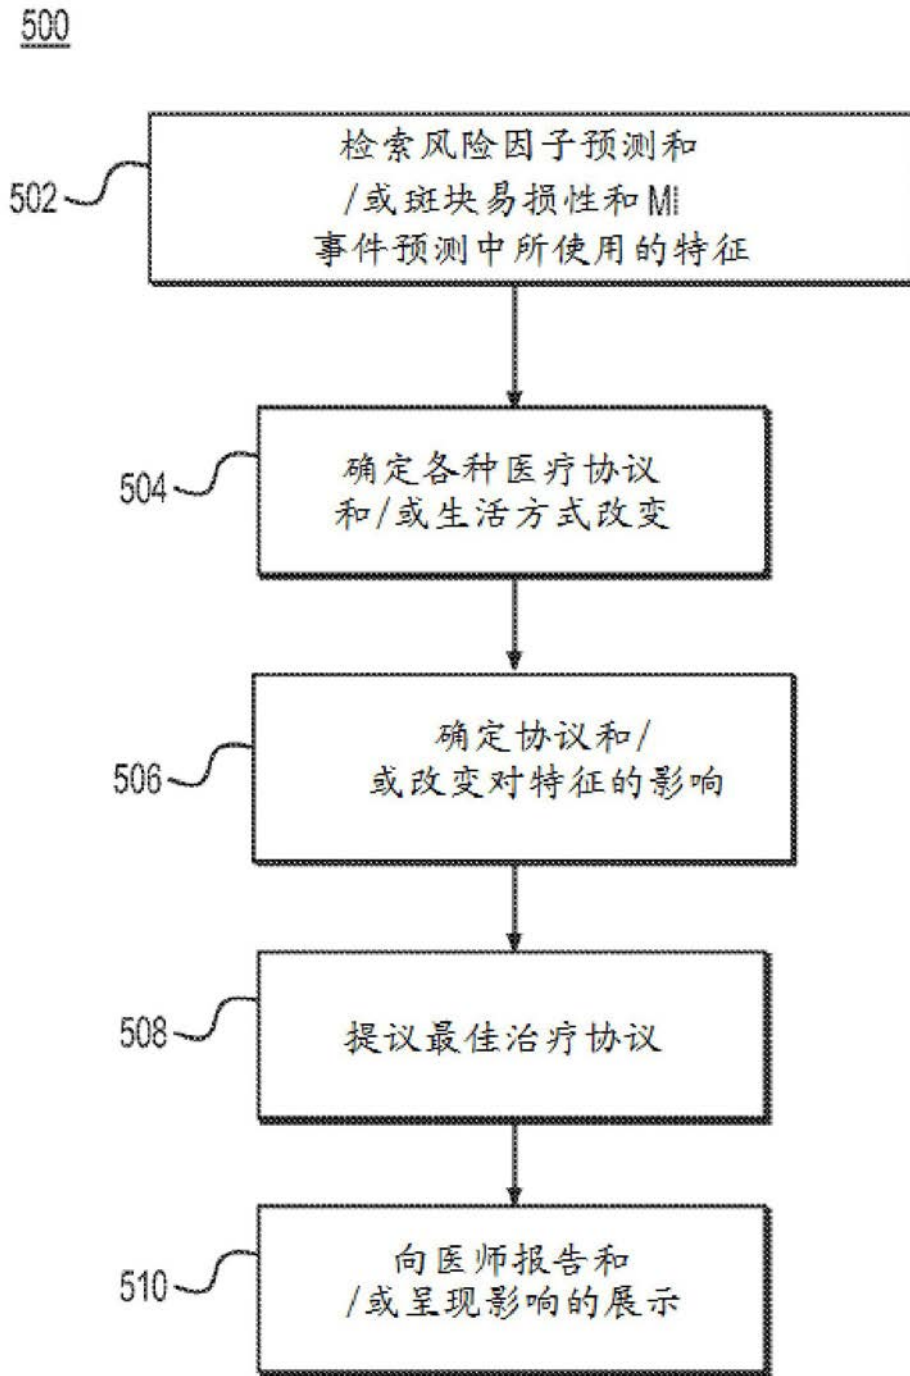 500
502
检索风险因子预测和
/或斑块易损性和MI
事件预测中所使用的特征
504
确定各种医疗协议
和/或生活方式改变
506
确定协议和/
或改变对特征的影响
508
提议最佳治疗协议
510
向医师报告和
/或呈现影响的展示